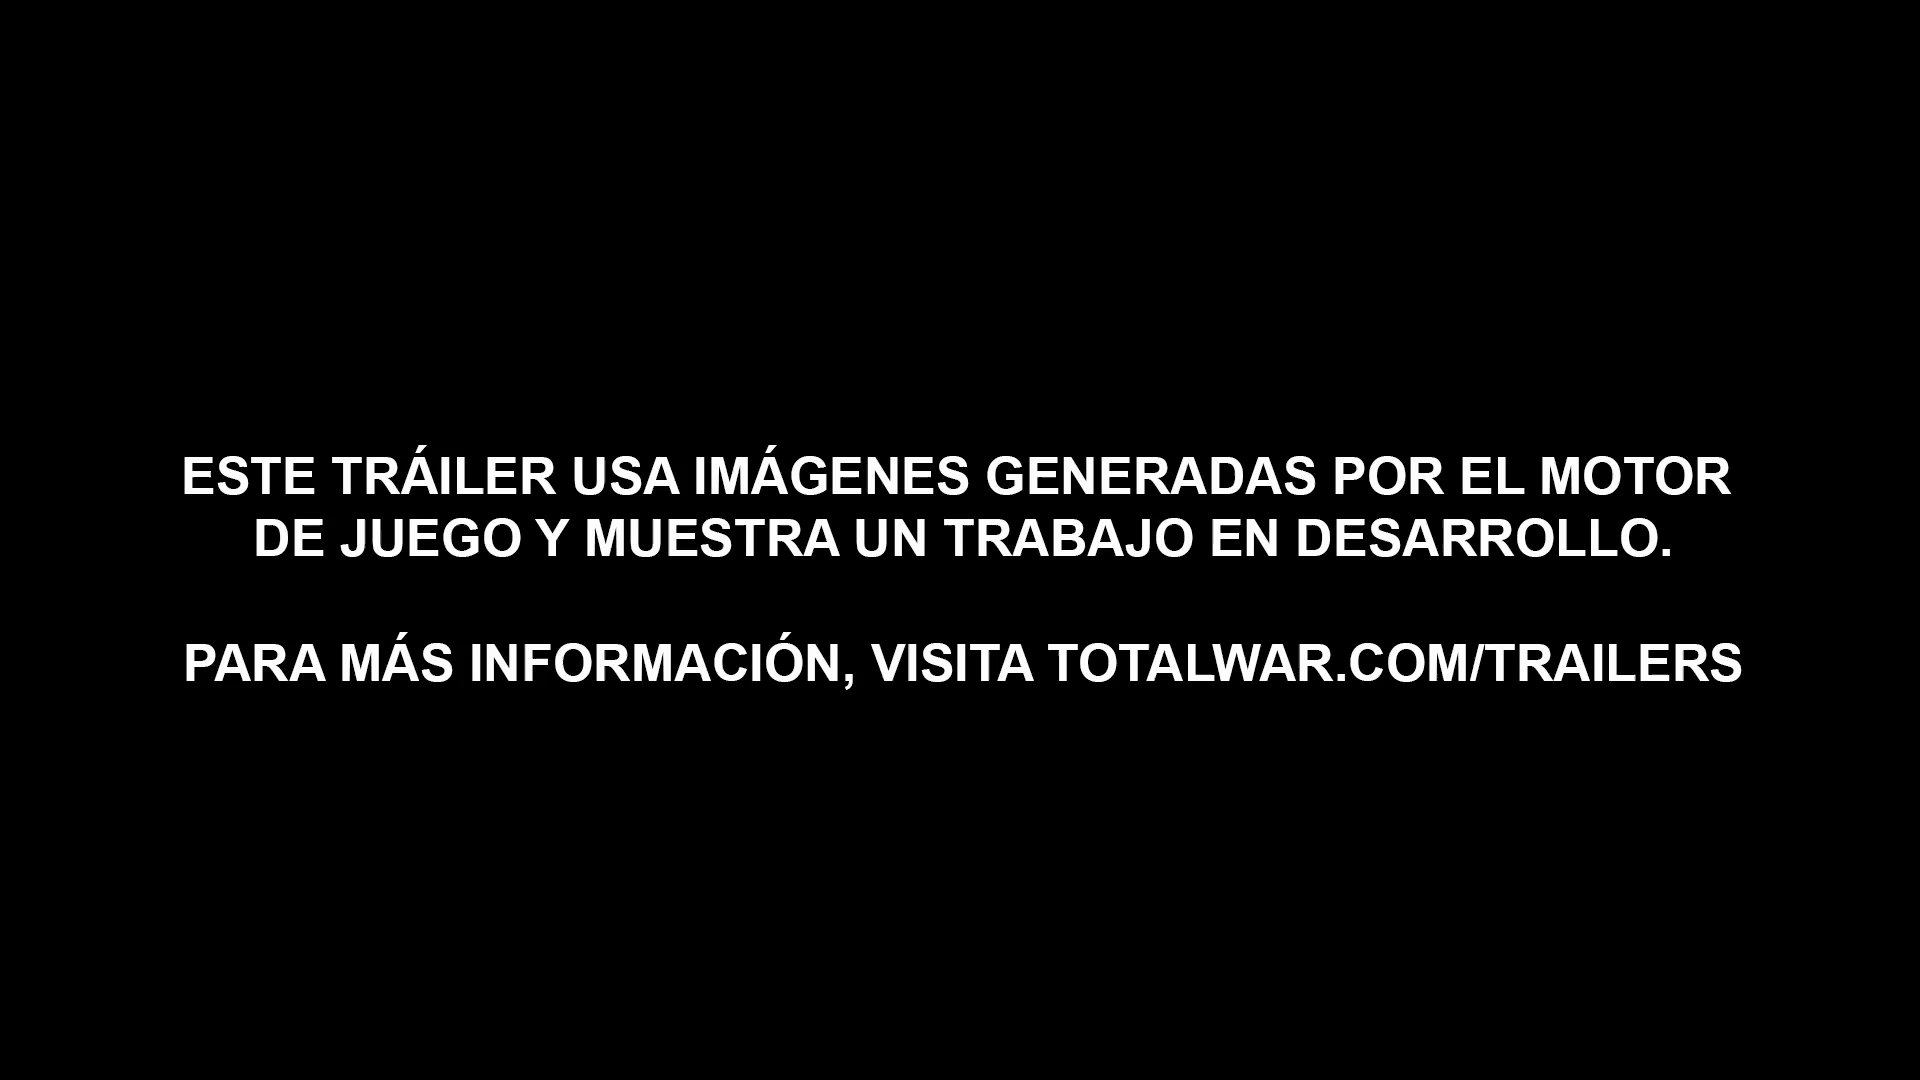 ESTE TRÁILER USA IMÁGENES GENERADAS POR EL MOTOR
DE JUEGO Y MUESTRA UN TRABAJO EN DESARROLLO.
PARA MÁS INFORMACIÓN, VISITA TOTALWAR.COM/TRAILERS